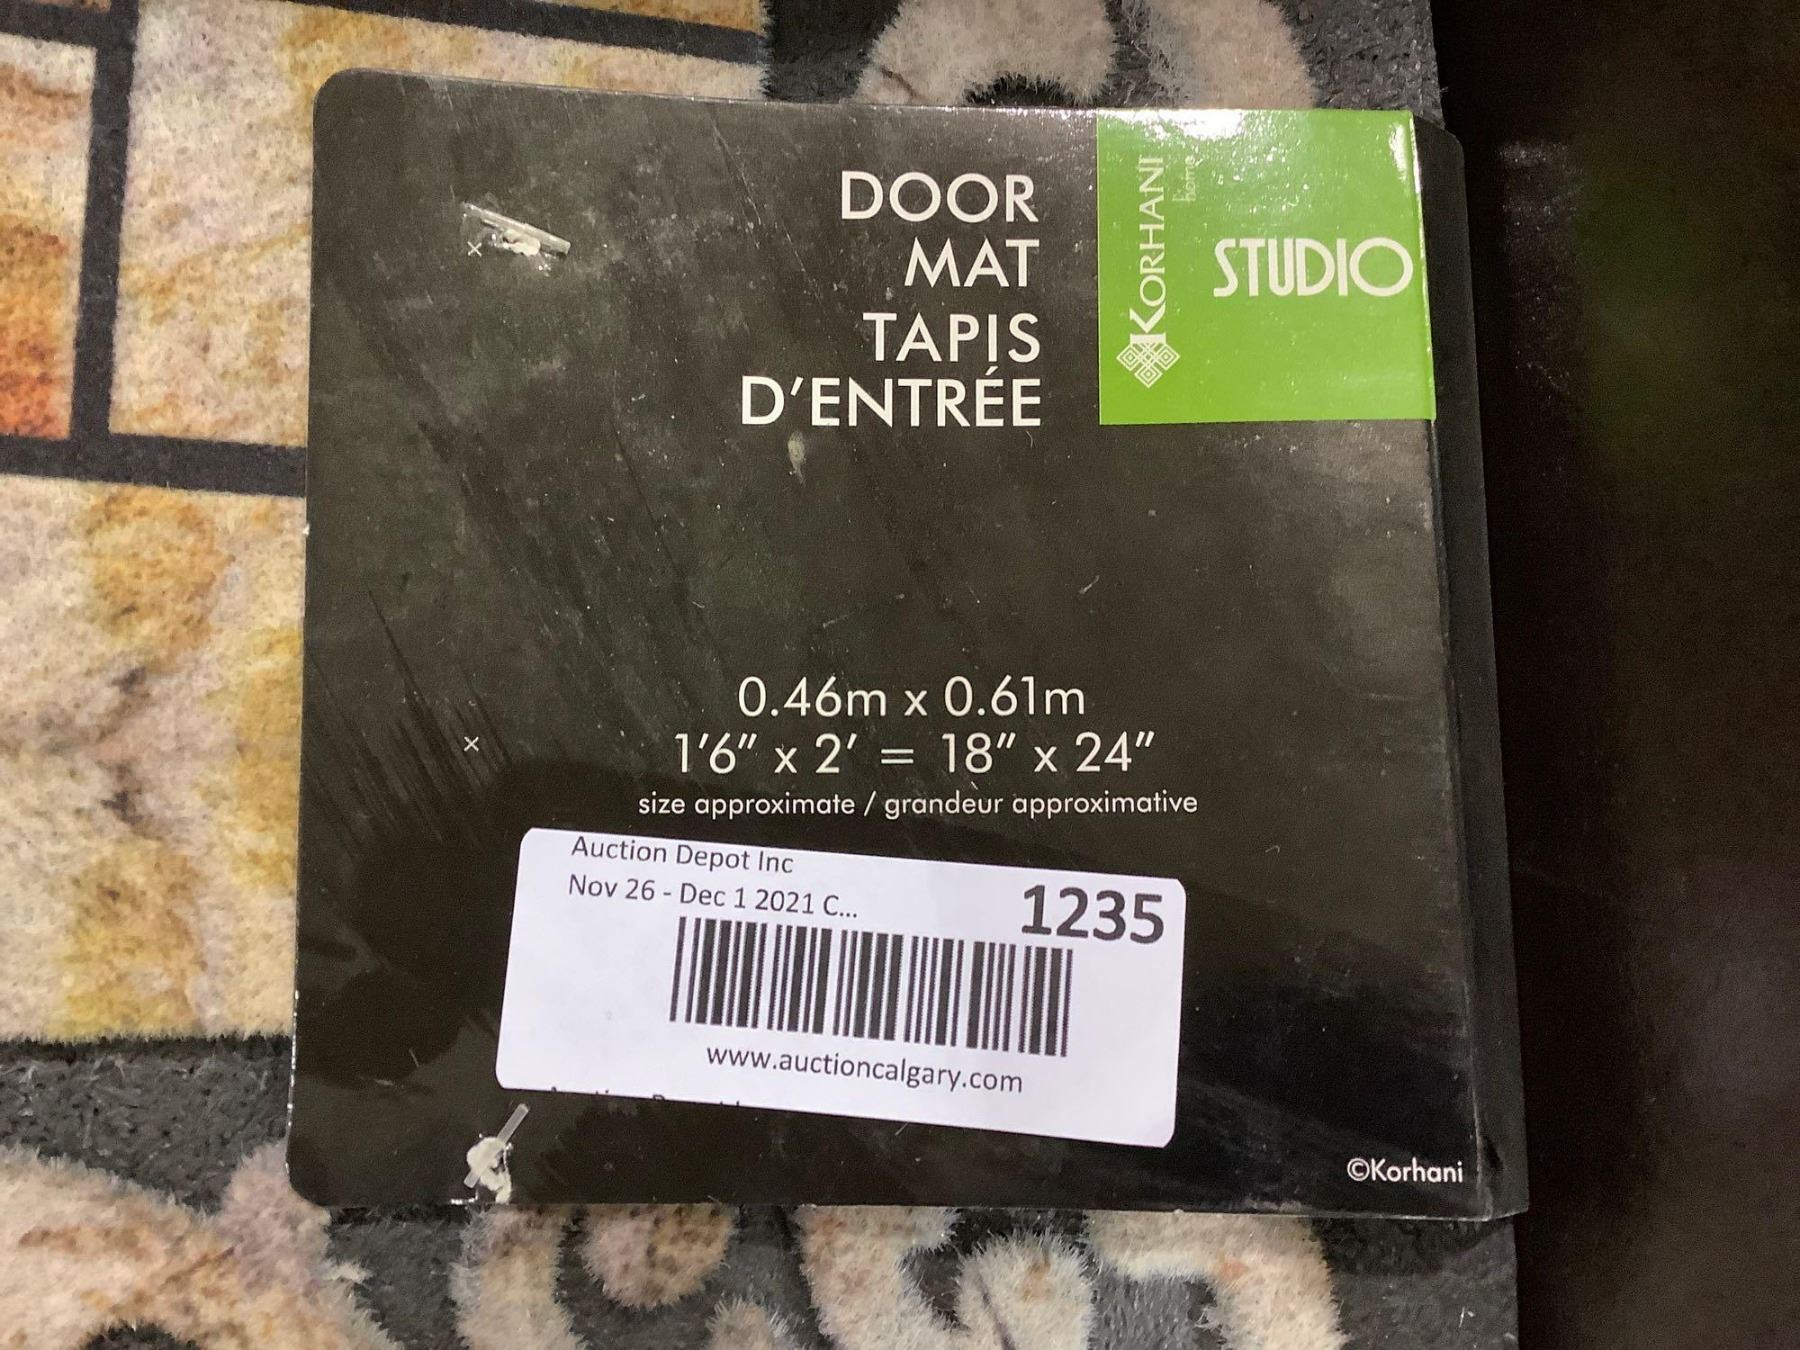 DOOR
MAT
TAPIS
D'ENTRÉE
KORHANI
home
STUDIO
0.46m x 0.61m
1'6" x 2' = 18" x 24"
size approximate / grandeur approximative
Auction Depot Inc
Nov 26 - Dec 1 2021 C...
1235
www.auctioncalgary.com
©Korhani